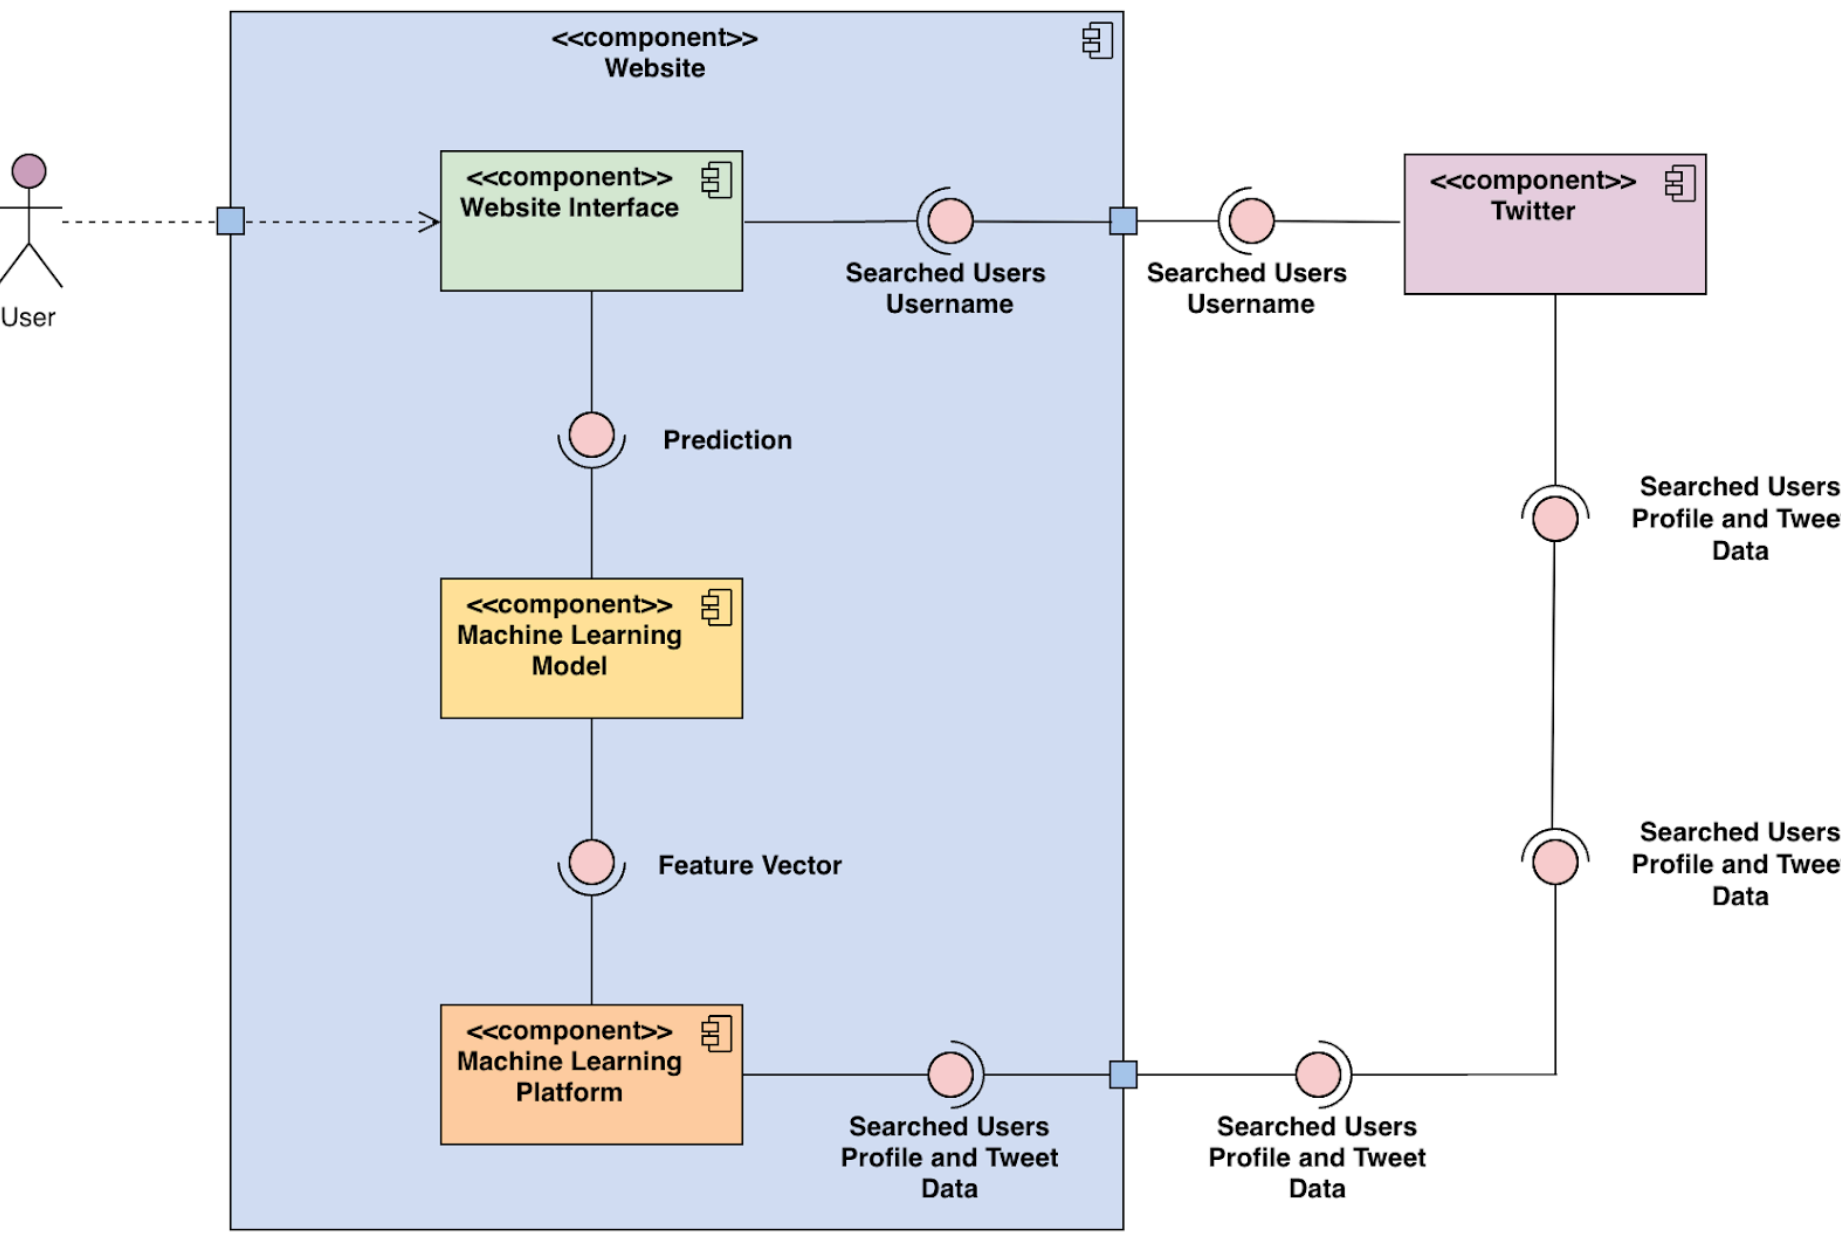 <<component>>
Website
<<component>>
Website Interface
<<component>>
Twitter
User
Searched Users
Username
Searched Users
Username
Prediction
Searched Users
Profile and Twee
Data
<<component>>
Machine Learning
Model
Feature Vector
Searched Users
Profile and Twee
Data
<<component>>
Machine Learning
Platform
Searched Users
Profile and Tweet
Data
Searched Users
Profile and Tweet
Data